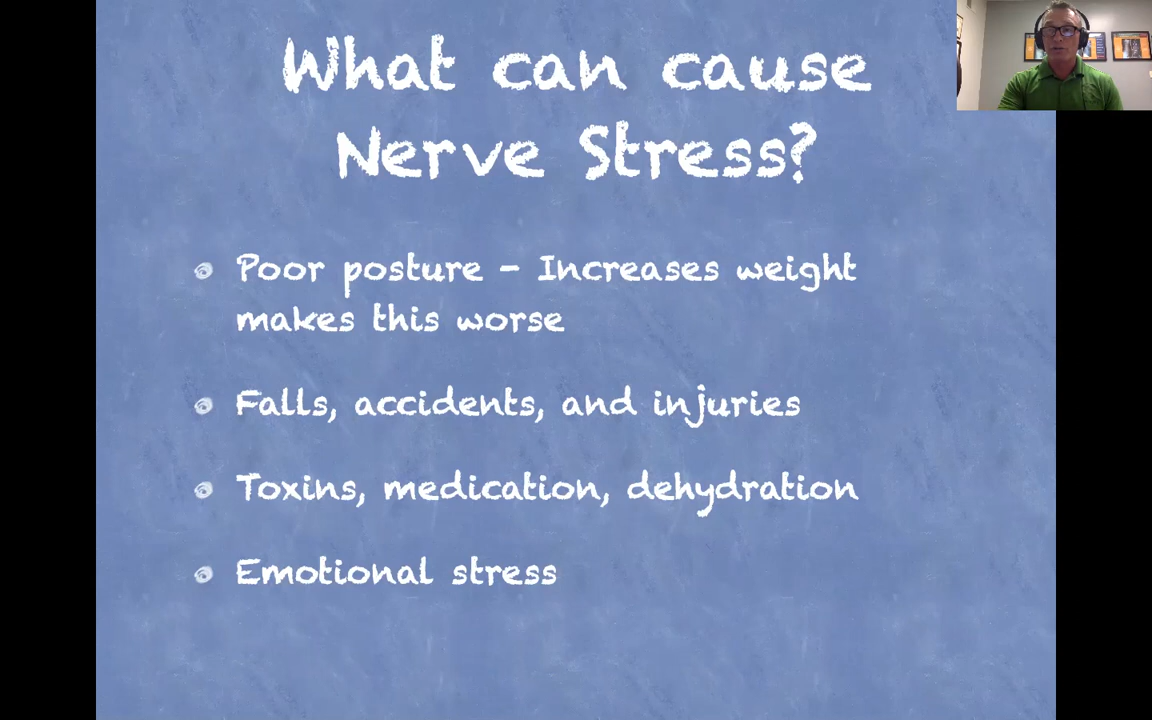 What can cause
Nerve Stress?
Poor posture - Increases weight
makes this worse
Falls, accidents, and injuries
Toxins, medication, dehydration
Emotional stress